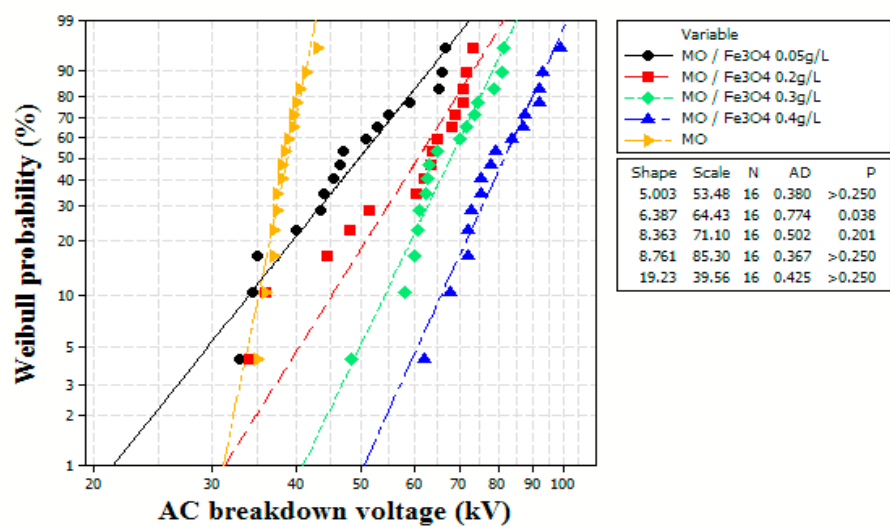 Weibull probability (%)
99
90
80
70
60
50
40
30
20
10
5
3
2
1
20
30
40
50
60
70
80
90
100
AC breakdown voltage (kV)
Variable
MO / Fe3O4 0.05g/L
MO / Fe3O4 0.2g/L
MO / Fe3O4 0.3g/L
MO / Fe3O4 0.4g/L
MO
Shape Scale N AD P
5.003 53.48 16 0.380 >0.250
6.387 64.43 16 0.774 0.038
8.363 71.10 16 0.502 0.201
8.761 85.30 16 0.367 >0.250
19.23 39.56 16 0.425 >0.250